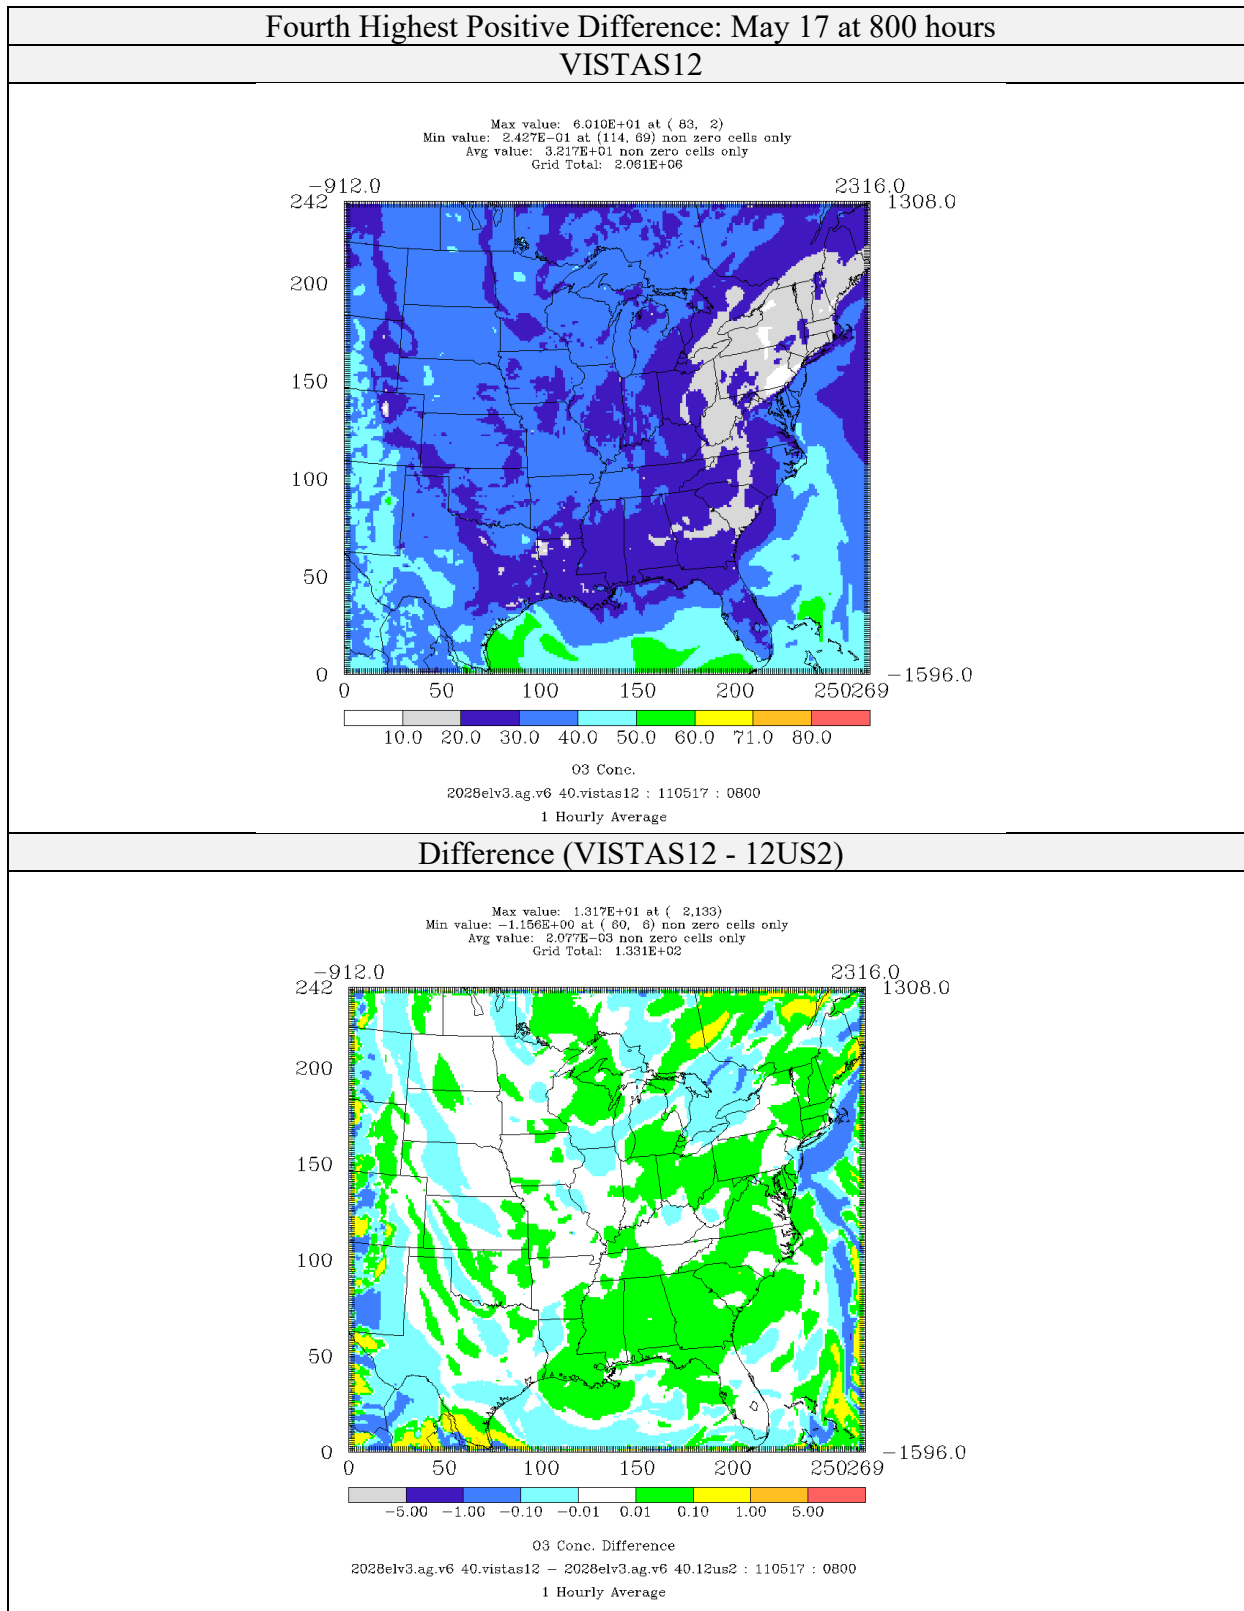 Fourth Highest Positive Difference: May 17 at 800 hours
VISTAS12
Max value: 6.010E+01 at ( 83, 2)
Min value: 2.427E-01 at (114, 69) non zero cells only
Avg value: 3.217E+01 non zero cells only
Grid Total: 2.061E+06
-912.0 2316.0
242 1308.0
200
150
100
50
0 -1596.0
0 50 100 150 200 250269
10.0 20.0 30.0 40.0 50.0 60.0 71.0 80.0
O3 Conc.
2028elv3.ag.v6 40.vistas12 : 110517 : 0800
1 Hourly Average
Difference (VISTAS12 - 12US2)
Max value: 1.317E+01 at ( 2,133)
Min value: -1.156E+00 at ( 60, 6) non zero cells only
Avg value: 2.077E-03 non zero cells only
Grid Total: 1.331E+02
-912.0 2316.0
242 1308.0
200
150
100
50
0 -1596.0
0 50 100 150 200 250269
-5.00 -1.00 -0.10 -0.01 0.01 0.10 1.00 5.00
O3 Conc. Difference
2028elv3.ag.v6 40.vistas12 - 2028elv3.ag.v6 40.12us2 : 110517 : 0800
1 Hourly Average